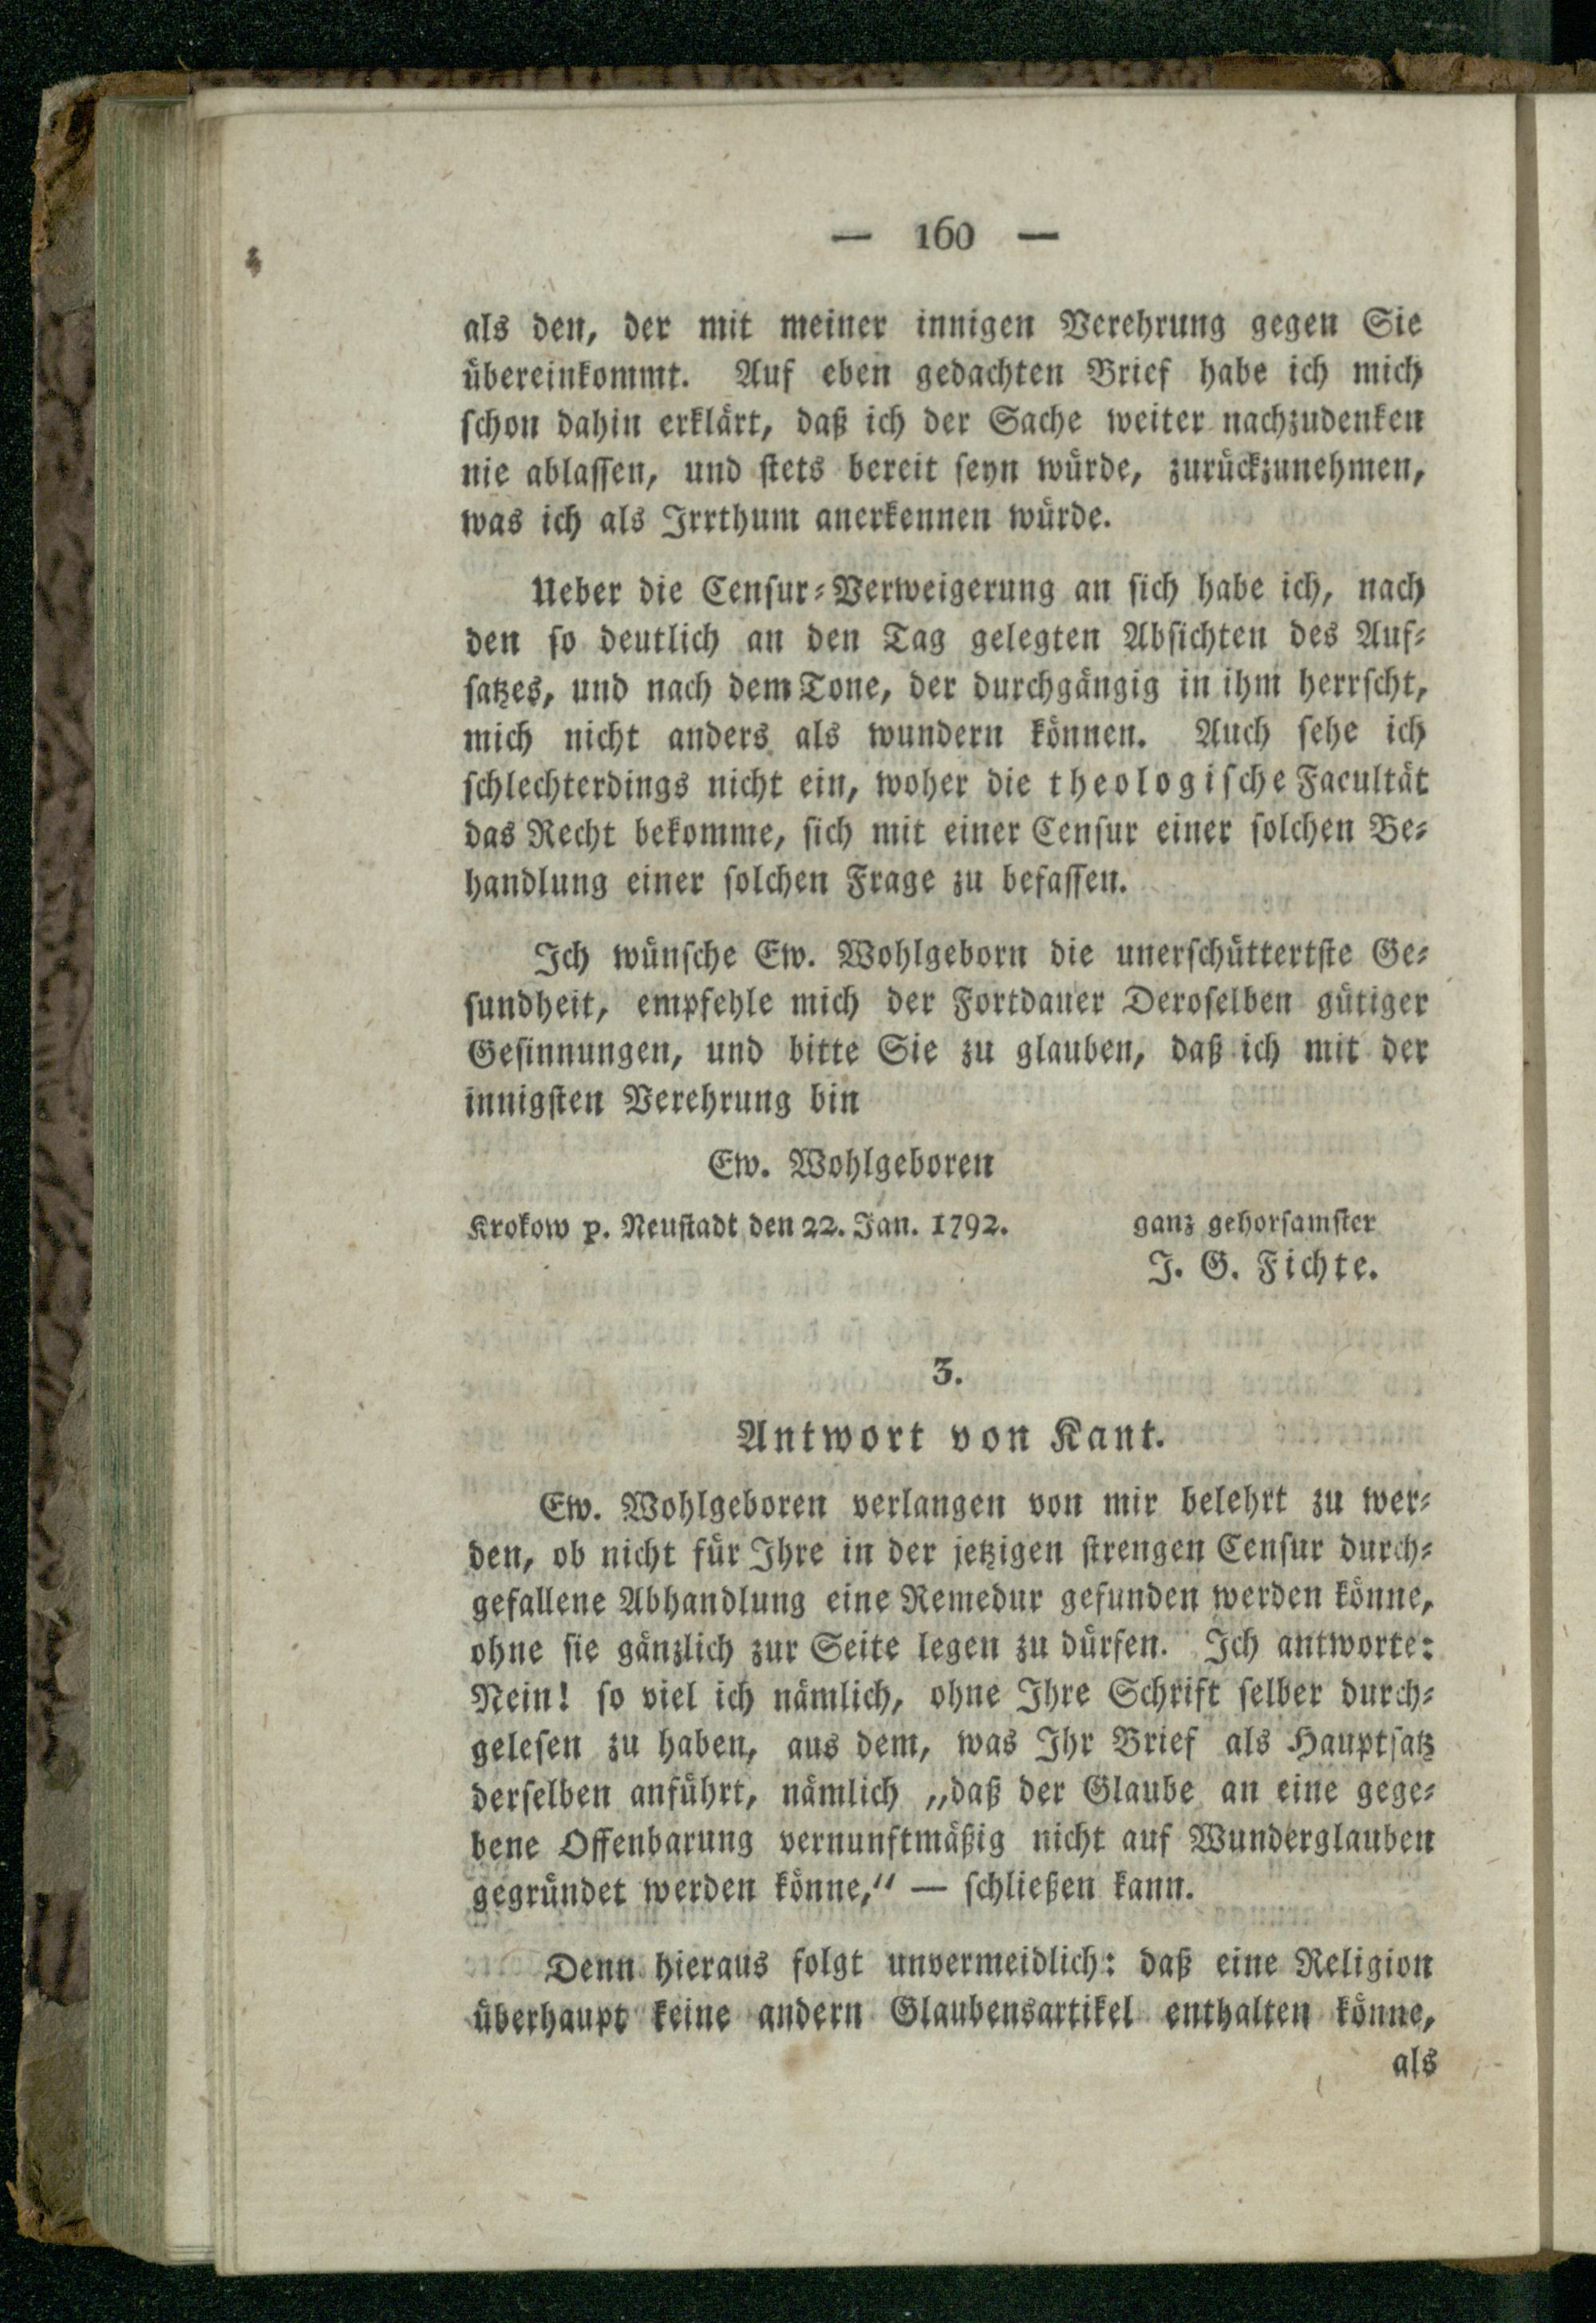 — 160 —
als den, der mit meiner innigen Verehrung gegen Sie
übereinkommt. Auf eben gedachten Brief habe ich mich
schon dahin erklärt, daß ich der Sache weiter nachzudenken
nie ablassen, und stets bereit seyn würde, zurückzunehmen,
was ich als Irrthum anerkennen würde.
Ueber die Censur-Verweigerung an sich habe ich, nach
den so deutlich an den Tag gelegten Absichten des Auf-
satzes, und nach dem Tone, der durchgängig in ihm herrscht,
mich nicht anders als wundern können. Auch sehe ich
schlechterdings nicht ein, woher die theologische Facultät
das Recht bekomme, sich mit einer Censur einer solchen Be-
handlung einer solchen Frage zu befassen.
Ich wünsche Ew. Wohlgeborn die unerschüttertste Ge-
sundheit, empfehle mich der Fortdauer Deroselben gütiger
Gesinnungen, und bitte Sie zu glauben, daß ich mit der
innigsten Verehrung bin
Ew. Wohlgeboren
Krokow p. Neustadt den 22. Jan. 1792. ganz gehorsamster
J. G. Fichte.
3.
Antwort von Kant.
Ew. Wohlgeboren verlangen von mir belehrt zu wer-
den, ob nicht für Ihre in der jetzigen strengen Censur durch-
gefallene Abhandlung eine Remedur gefunden werden könne,
ohne sie gänzlich zur Seite legen zu dürfen. Ich antworte:
Nein! so viel ich nämlich, ohne Ihre Schrift selber durch-
gelesen zu haben, aus dem, was Ihr Brief als Hauptsatz
derselben anführt, nämlich „daß der Glaube an eine gege-
bene Offenbarung vernunftmäßig nicht auf Wunderglauben
gegründet werden könne,“ — schließen kann.
Denn hieraus folgt unvermeidlich: daß eine Religion
überhaupt keine andern Glaubensartikel enthalten könne,
als